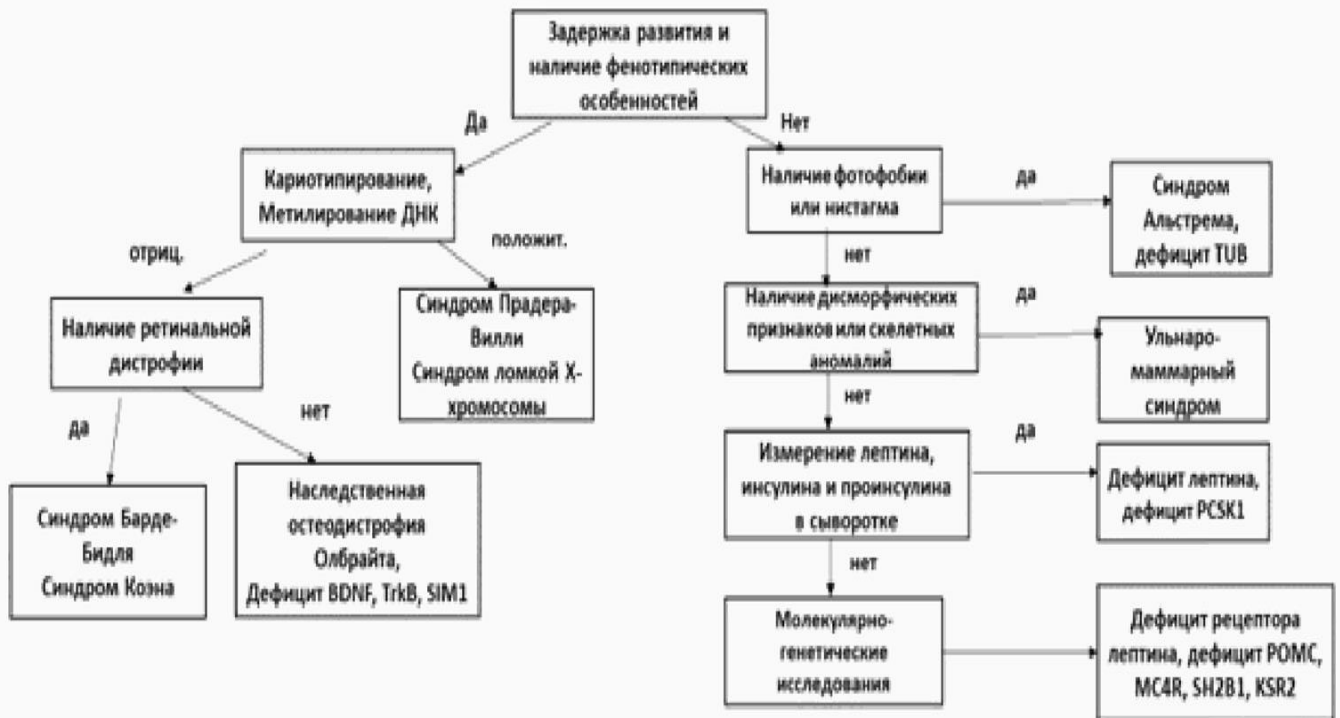 Задержка развития и
наличие фенотипических
особенностей
Да
Нет
Кариотипирование,
Метилирование ДНК
Наличие фотофобии
или нистагма
да
Синдром
Альстрема,
дефицит TUB
отриц.
положит.
нет
Наличие ретинальной
дистрофии
Синдром Прадера-
Вилли
Синдром ломкой Х-
хромосомы
Наличие дисморфических
признаков или скелетных
аномалий
да
Ульнаро-
маммарный
синдром
да
нет
нет
Синдром Барде-
Бидля
Синдром Коэна
Наследственная
остеодистрофия
Олбрайта,
Дефицит BDNF, TrkB, SIM1
Измерение лептина,
инсулина и проинсулина
в сыворотке
да
Дефицит лептина,
дефицит PCSK1
нет
Молекулярно-
генетические
исследования
Дефицит рецептора
лептина, дефицит POMC,
MC4R, SH2B1, KSR2